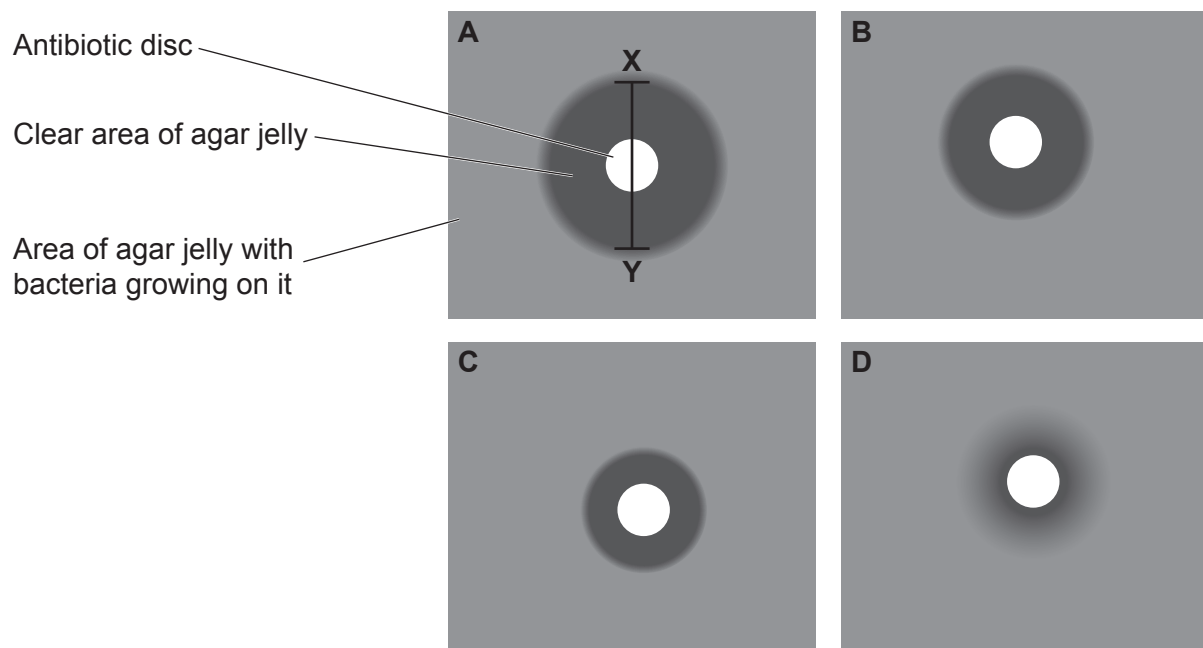 Antibiotic disc
Clear area of agar jelly
Area of agar jelly with
bacteria growing on it
A
X
Y
B
C
D